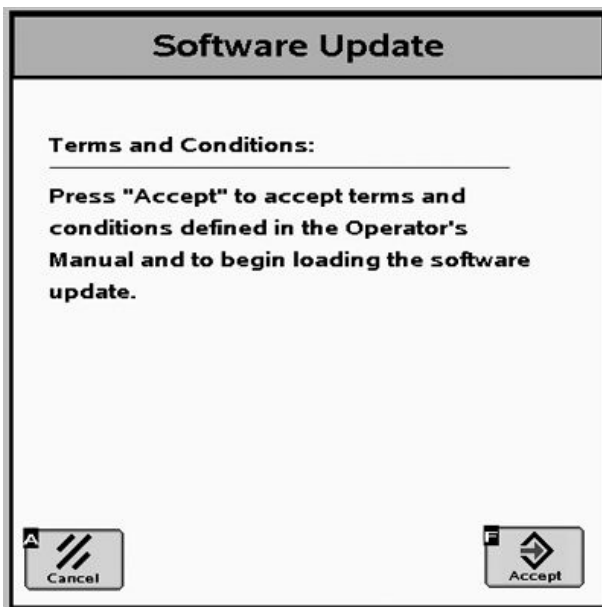 Software Update
Terms and Conditions:
Press "Accept" to accept terms and
conditions defined in the Operator's
Manual and to begin loading the software
update.
A
Cancel
F
Accept